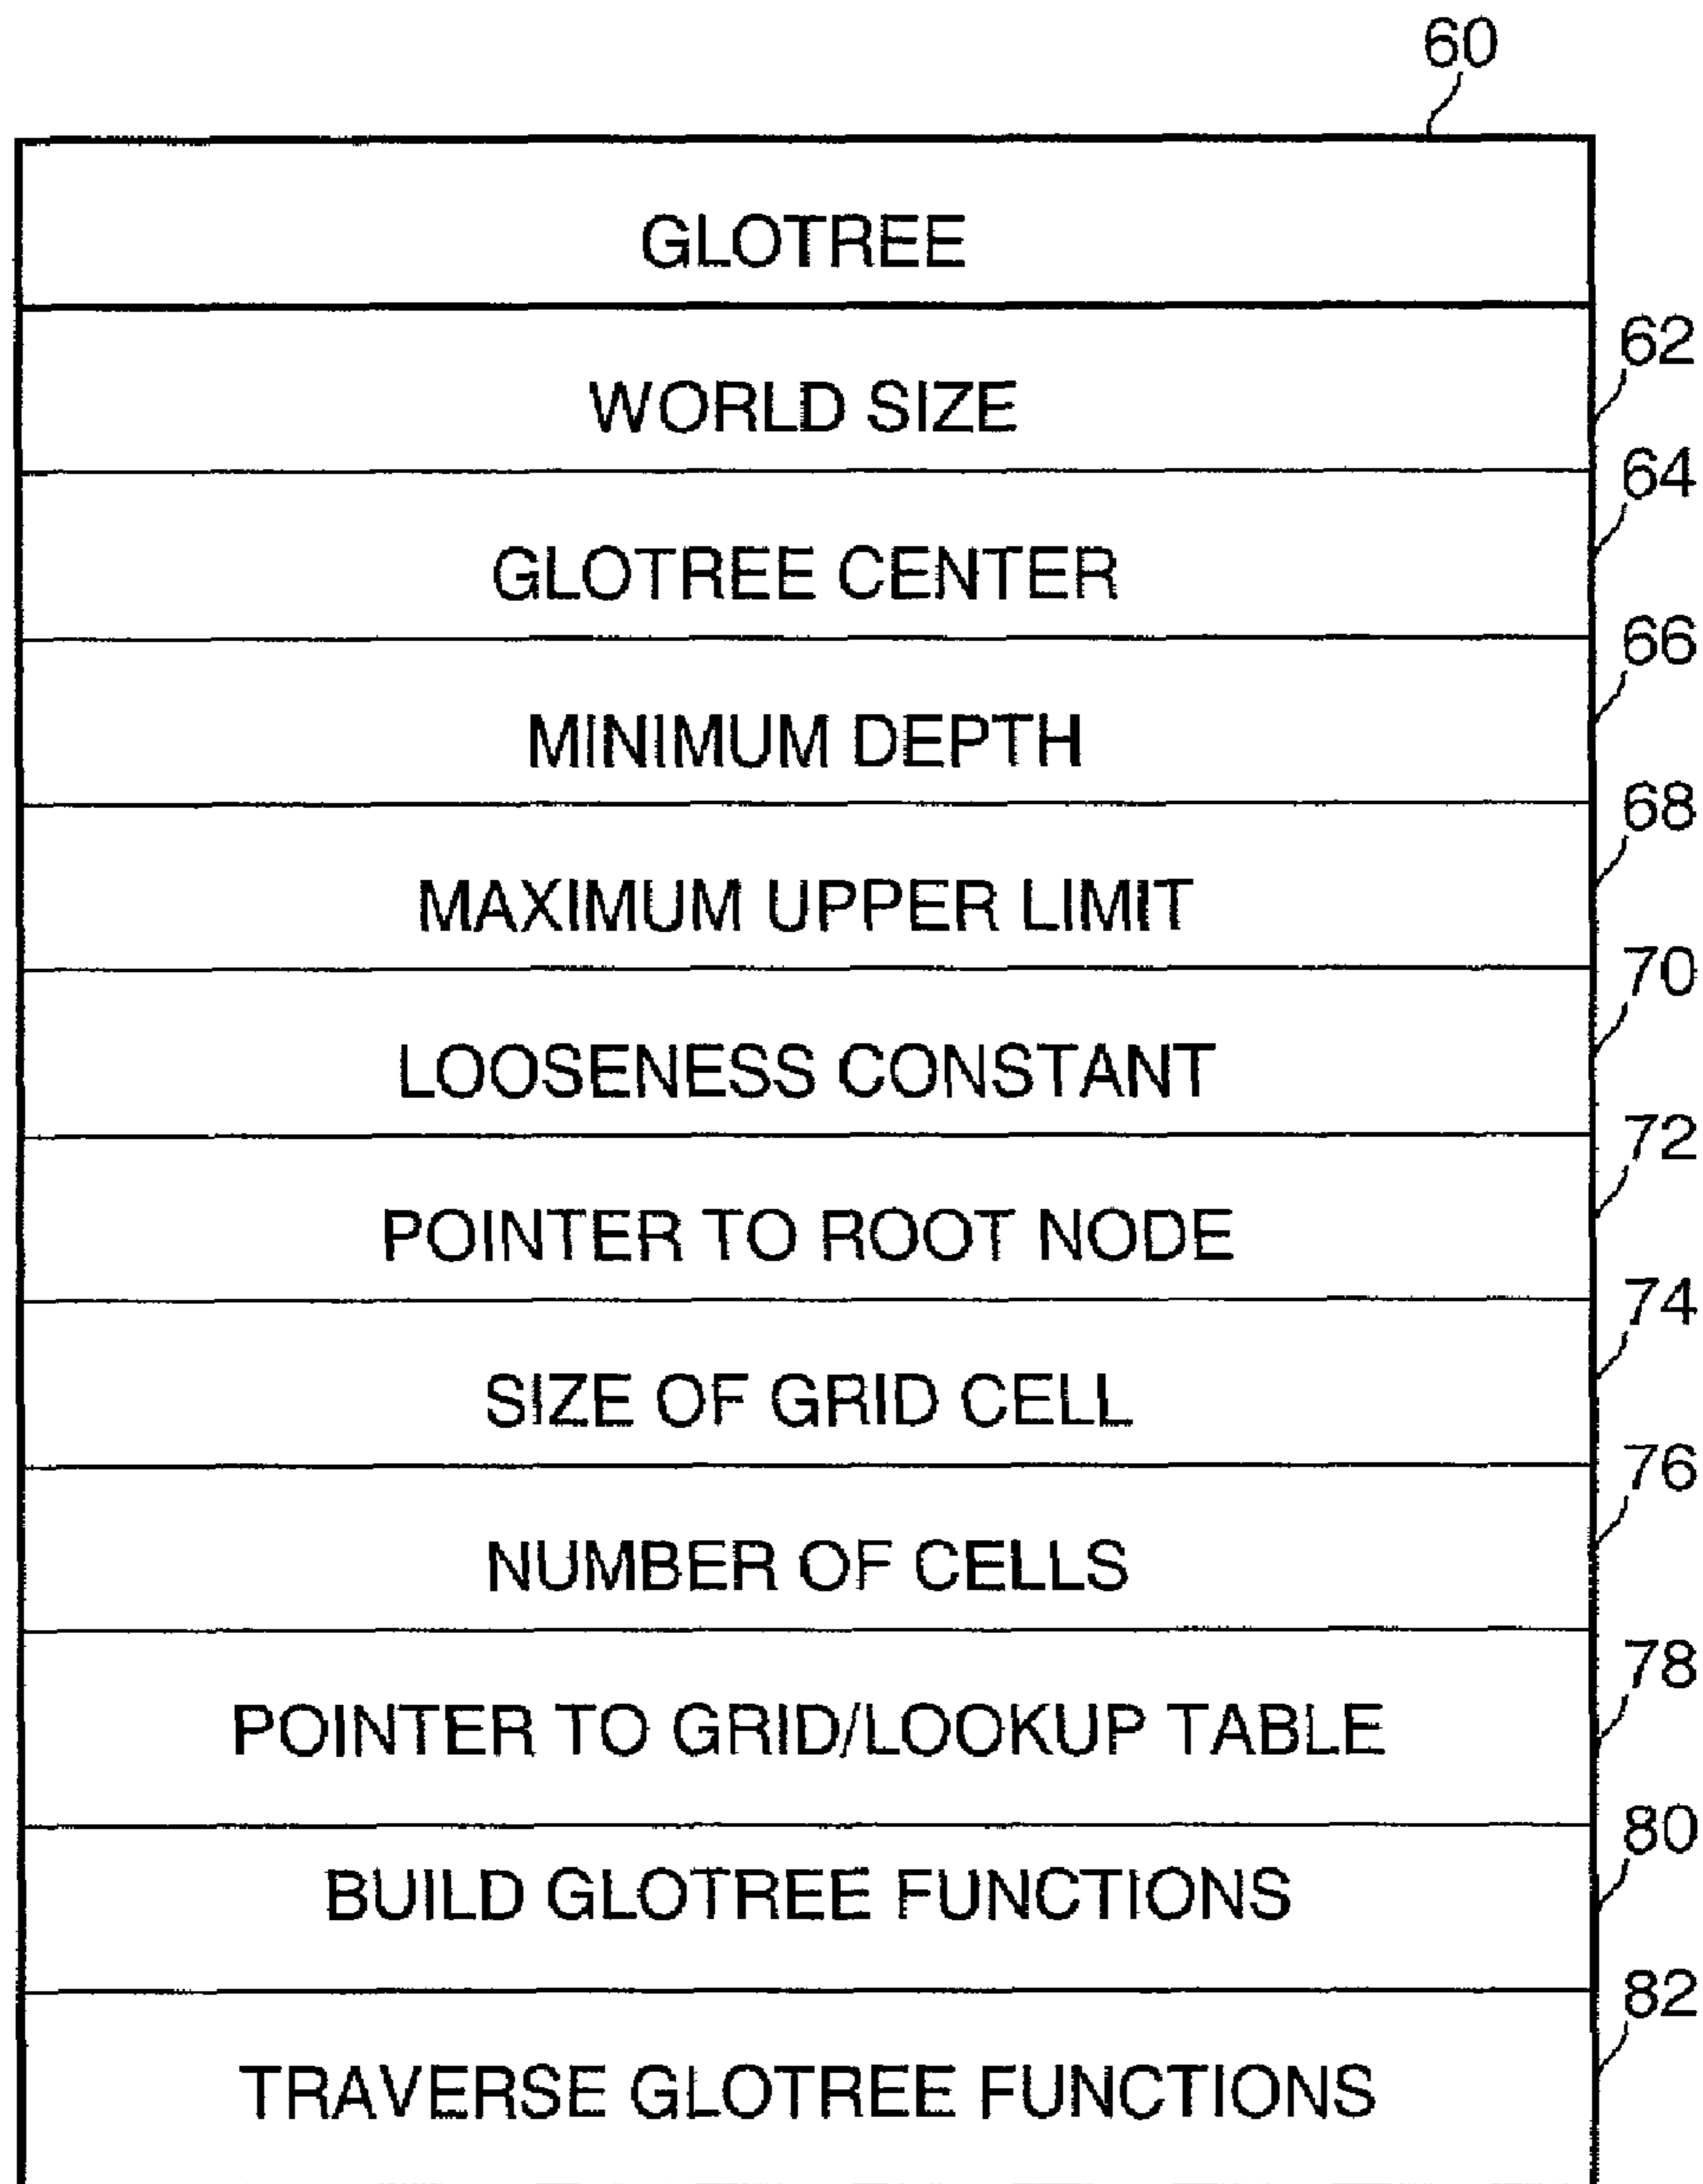 60
GLOTREE
62
WORLD SIZE
64
GLOTREE CENTER
66
MINIMUM DEPTH
68
MAXIMUM UPPER LIMIT
70
LOOSENESS CONSTANT
72
POINTER TO ROOT NODE
74
SIZE OF GRID CELL
76
NUMBER OF CELLS
78
POINTER TO GRID/LOOKUP TABLE
80
BUILD GLOTREE FUNCTIONS
82
TRAVERSE GLOTREE FUNCTIONS